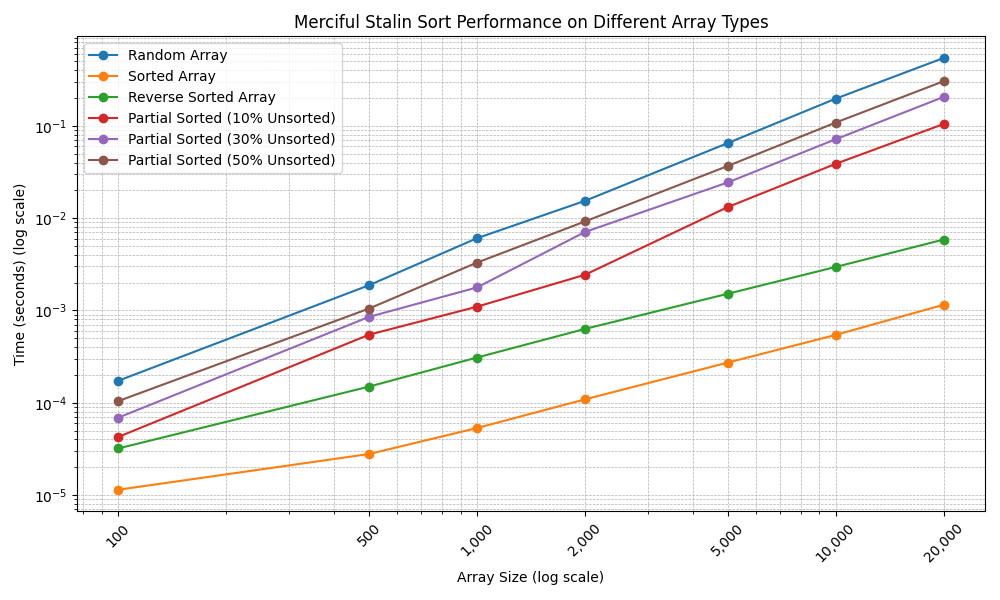 Merciful Stalin Sort Performance on Different Array Types
Random Array
Sorted Array
Reverse Sorted Array
Partial Sorted (10% Unsorted)
Partial Sorted (30% Unsorted)
Partial Sorted (50% Unsorted)
Time (seconds) (log scale)
10⁻¹
10⁻²
10⁻³
10⁻⁴
10⁻⁵
100
500
1,000
2,000
5,000
10,000
20,000
Array Size (log scale)